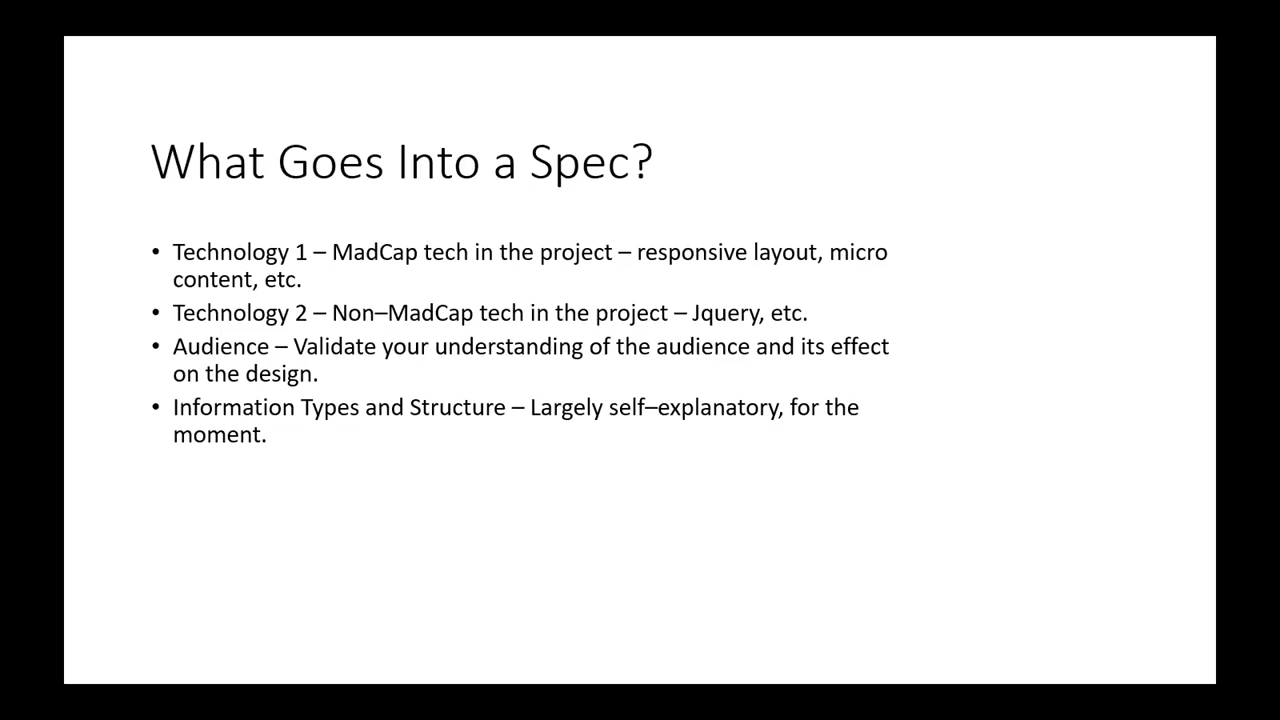 What Goes Into a Spec?
• Technology 1 – MadCap tech in the project – responsive layout, micro
content, etc.
• Technology 2 – Non–MadCap tech in the project – Jquery, etc.
• Audience – Validate your understanding of the audience and its effect
on the design.
• Information Types and Structure – Largely self–explanatory, for the
moment.